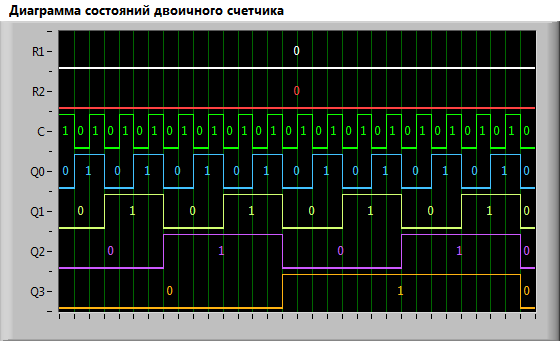 Диаграмма состояний двоичного счетчика
R1 0
R2 0
C 1 0 1 0 1 0 1 0 1 0 1 0 1 0 1 0 1 0 1 0 1 0 1 0 1 0 1 0 1 0 1 0
Q0 0 1 0 1 0 1 0 1 0 1 0 1 0 1 0 1 0
Q1 0 1 0 1 0 1 0 1 0
Q2 0 1 0 1 0
Q3 0 1 0